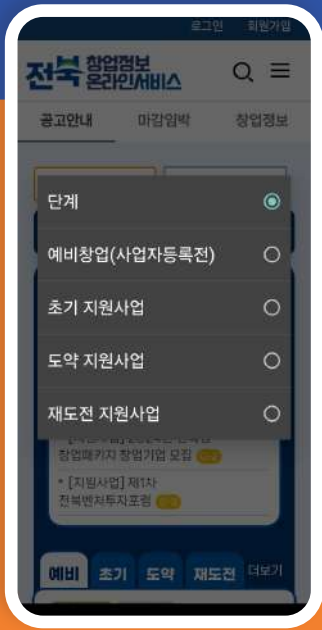 로그인 회원가입
전북 창업정보
온라인서비스
공고안내 마감임박 창업정보
단계
예비창업(사업자등록전)
초기 지원사업
도약 지원사업
재도전 지원사업
창업패키지 창업기업 모집
* [지원사업] 제1차
전북벤처투자포럼
예비 초기 도약 재도전 더보기